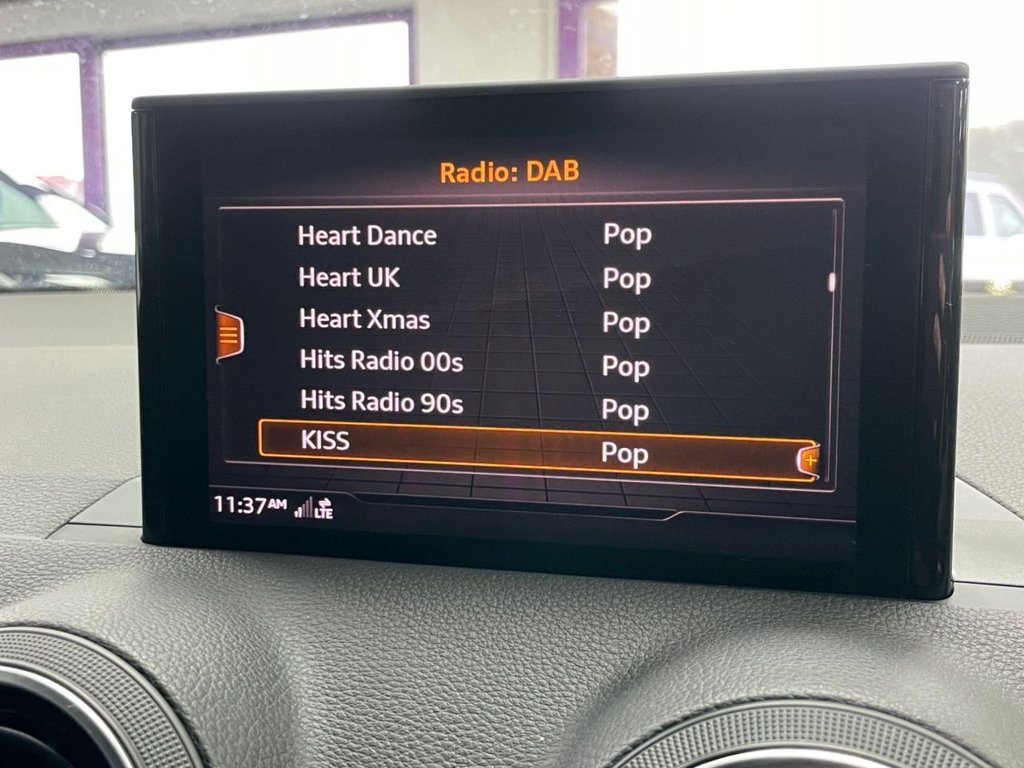 Radio: DAB
Heart Dance Pop
Heart UK Pop
Heart Xmas Pop
Hits Radio 00s Pop
Hits Radio 90s Pop
KISS Pop
11:37AM LTE